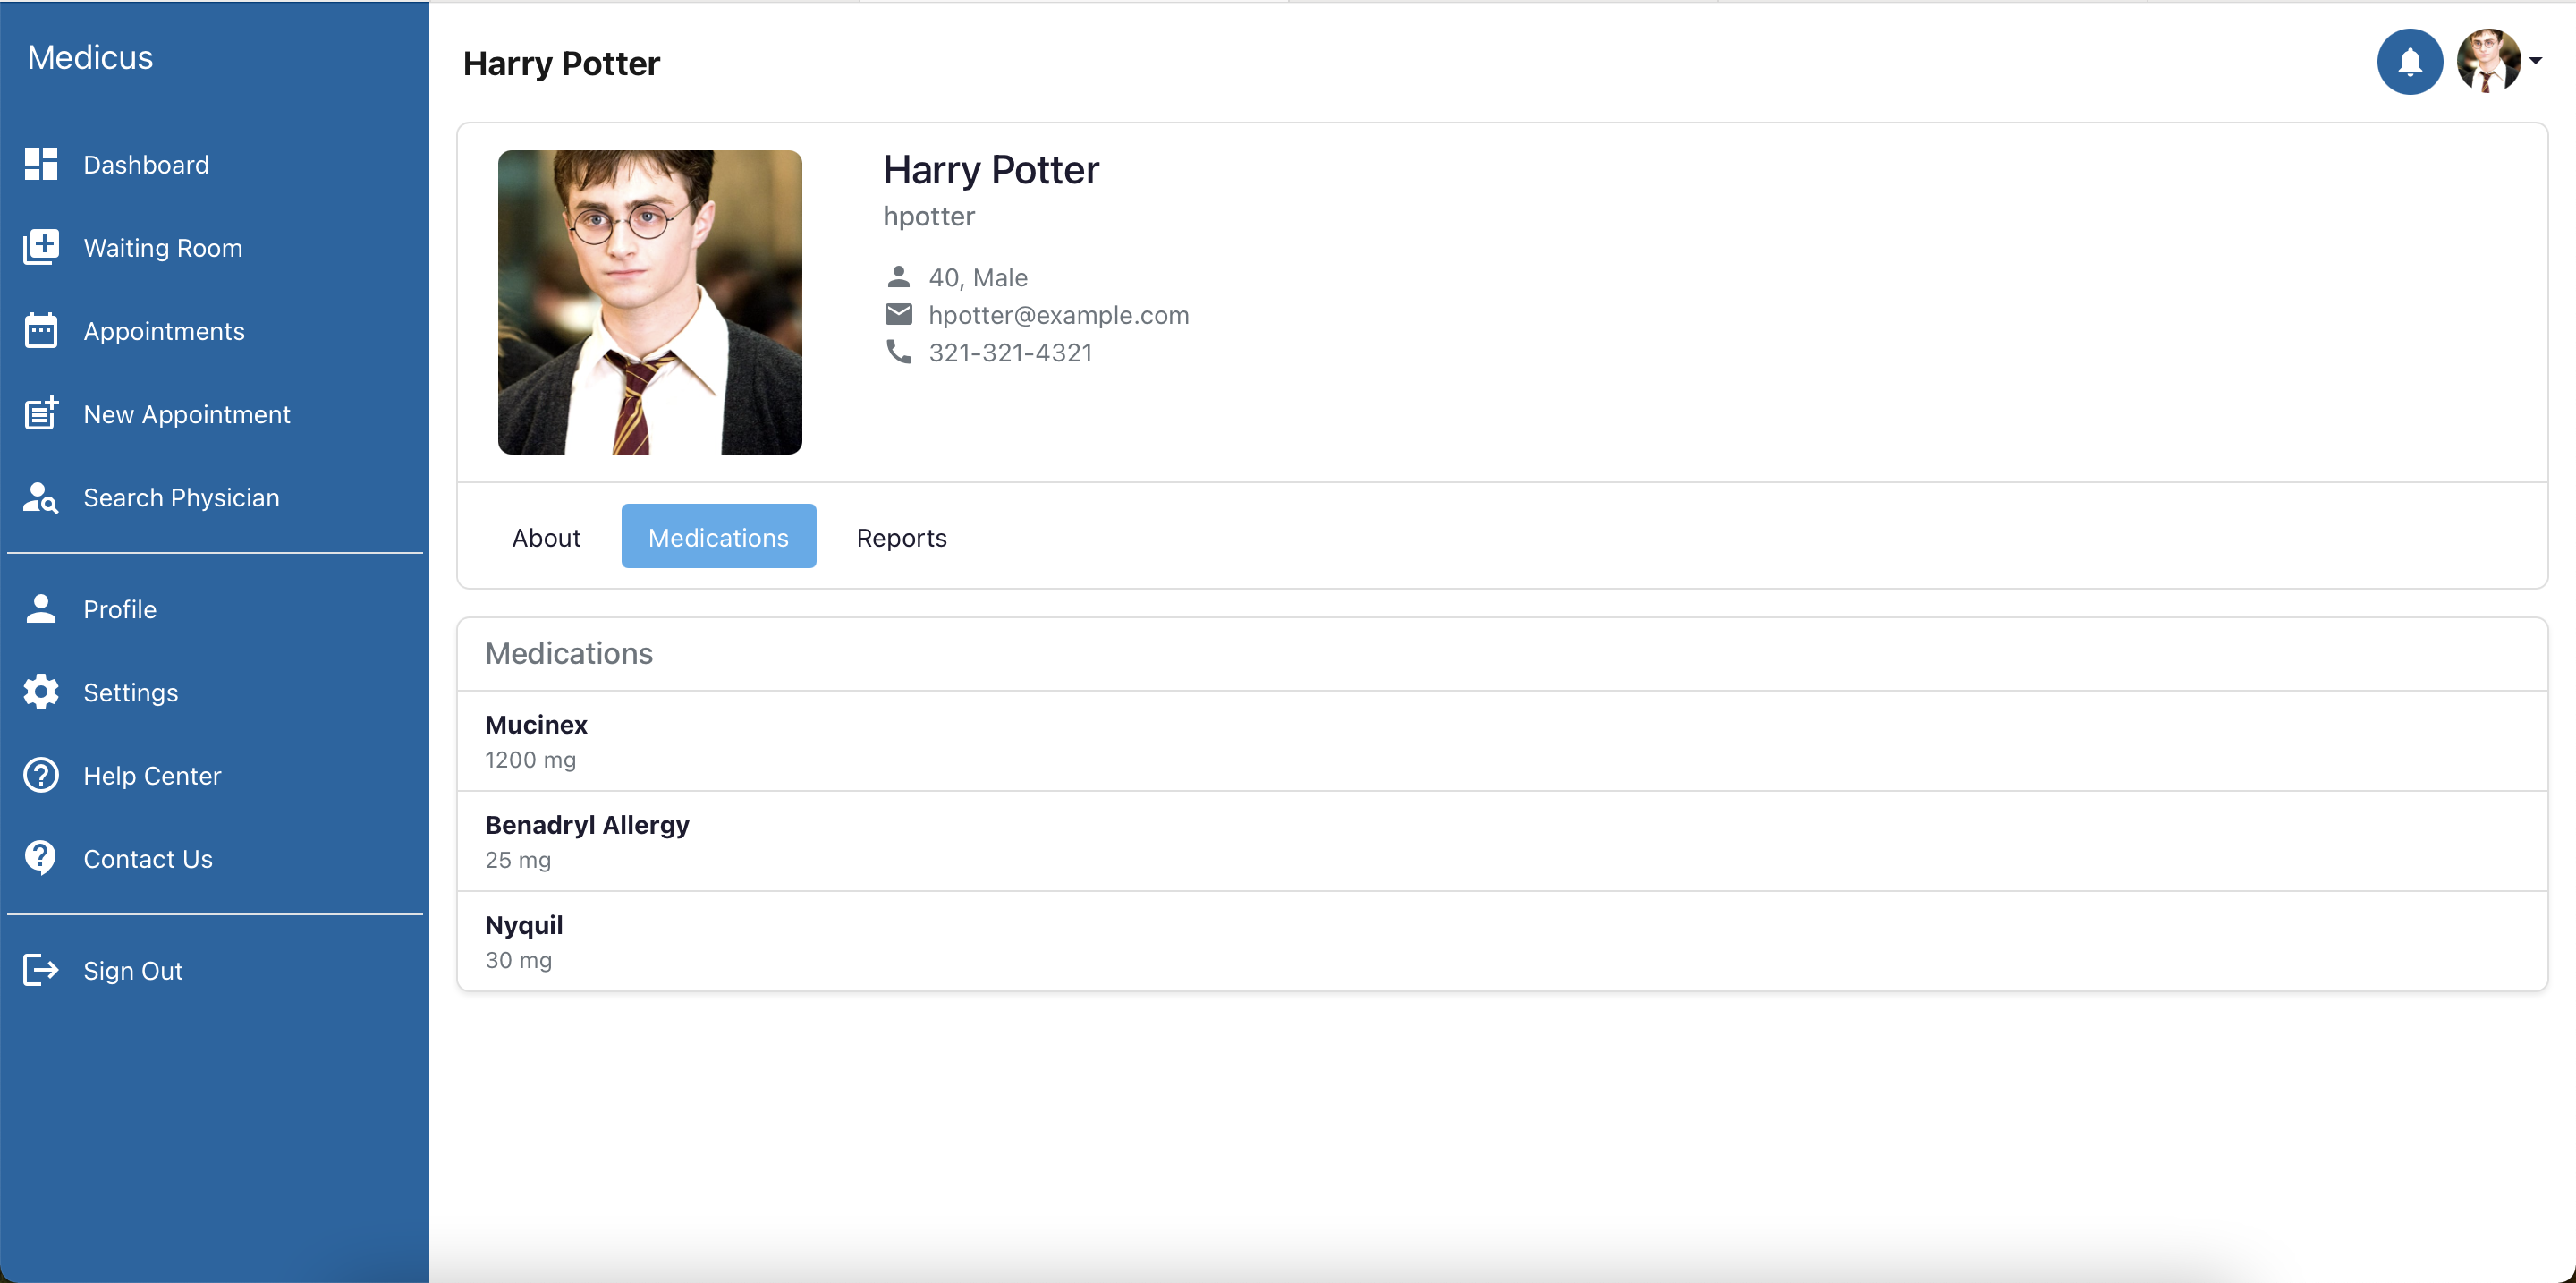 Medicus
Dashboard
Waiting Room
Appointments
New Appointment
Search Physician
Profile
Settings
Help Center
Contact Us
Sign Out
Harry Potter
Harry Potter
hpotter
40, Male
hpotter@example.com
321-321-4321
About
Medications
Reports
Medications
Mucinex
1200 mg
Benadryl Allergy
25 mg
Nyquil
30 mg